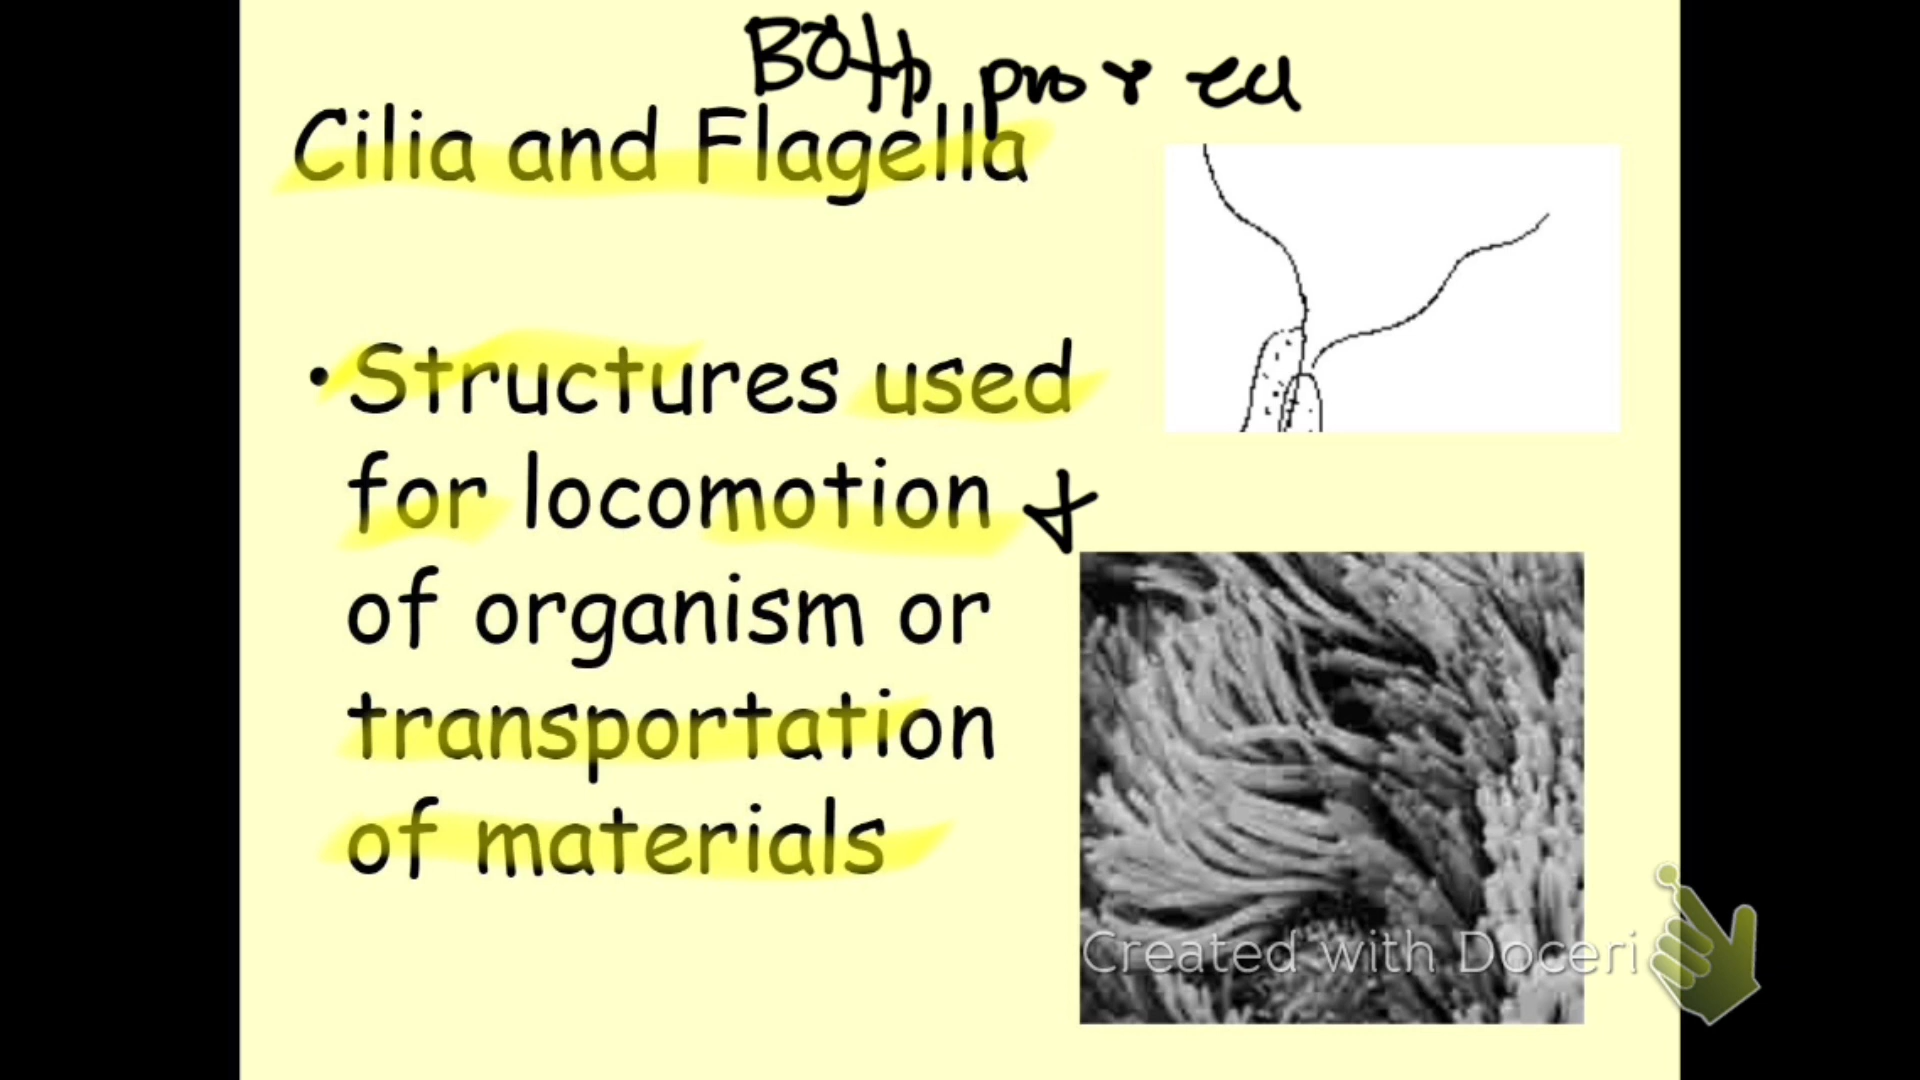 Both pro + eu
Cilia and Flagella
• Structures used
for locomotion +
of organism or
transportation
of materials
Created with Doceri